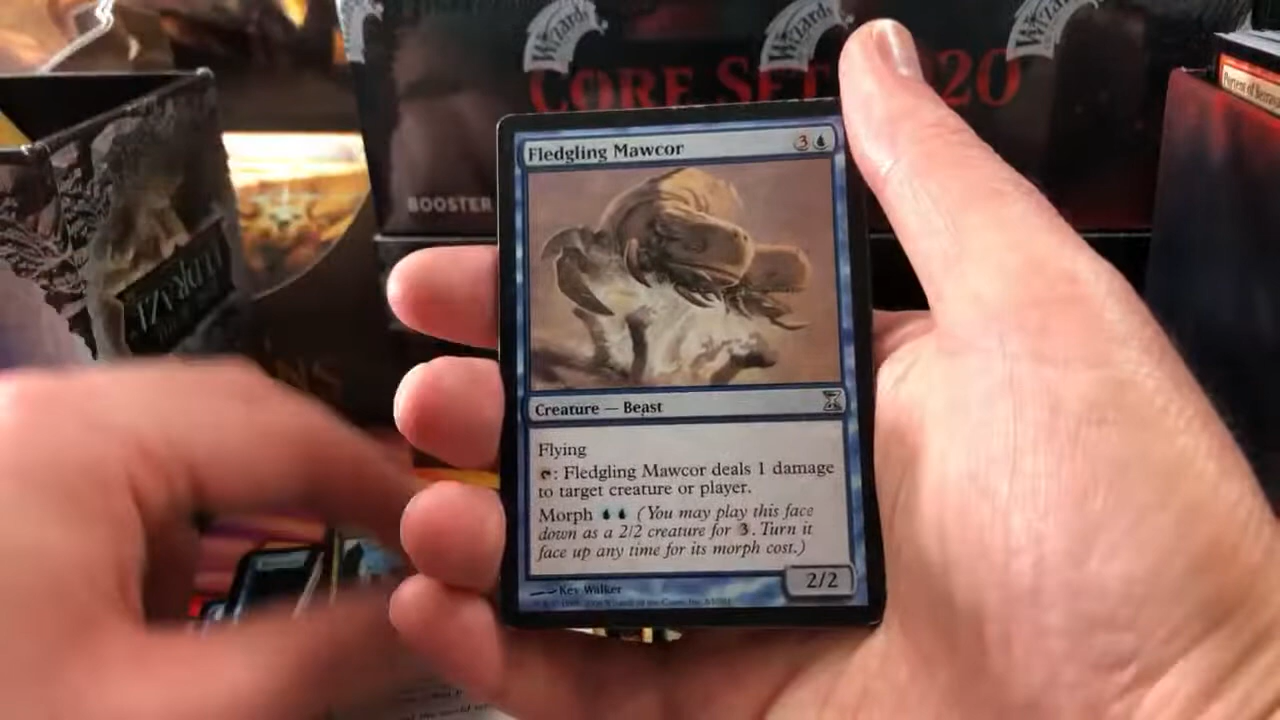 Wizards
Wizards
Wizards
CORE SET 2020
BOOSTER
Fledgling Mawcor 3
Creature — Beast
Flying
: Fledgling Mawcor deals 1 damage
to target creature or player.
Morph (You may play this face
down as a 2/2 creature for 3. Turn it
face up any time for its morph cost.)
2/2
Kev Walker